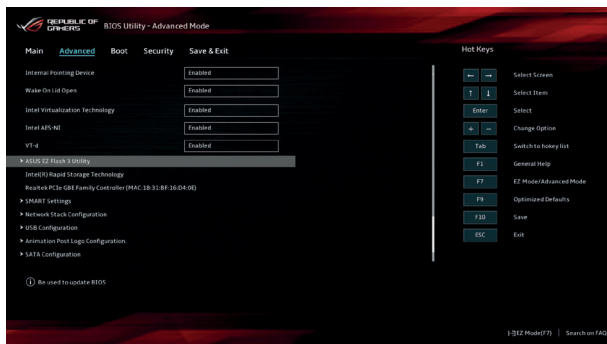 REPUBLIC OF GAMERS BIOS Utility - Advanced Mode
Main Advanced Boot Security Save & Exit Hot Keys
Internal Pointing Device Enabled
← → Select Screen
Wake On Lid Open Enabled
↑ ↓ Select Item
Intel Virtualization Technology Enabled
Enter Select
Intel AES-NI Enabled
+ − Change Option
VT-d Enabled
Tab Switch to hokey list
> ASUS EZ Flash 3 Utility
F1 General Help
Intel(R) Rapid Storage Technology
F7 EZ Mode/Advanced Mode
Realtek PCIe GBE Family Controller (MAC:18:31:BF:16:D4:0E)
> SMART Settings
F9 Optimized Defaults
> Network Stack Configuration
F10 Save
> USB Configuration
ESC Exit
> Animation Post Logo Configuration.
> SATA Configuration
i Be used to update BIOS
EZ Mode(F7) | Search on FAQ